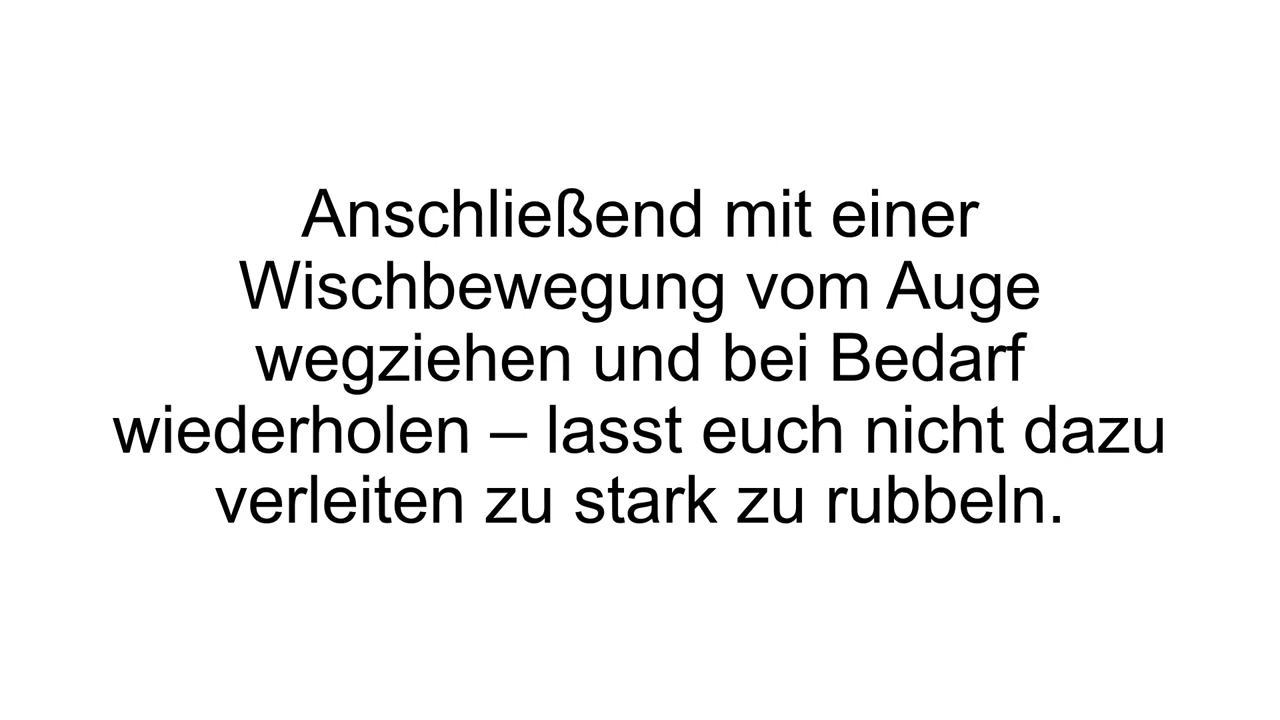 Anschließend mit einer
Wischbewegung vom Auge
wegziehen und bei Bedarf
wiederholen – lasst euch nicht dazu
verleiten zu stark zu rubbeln.